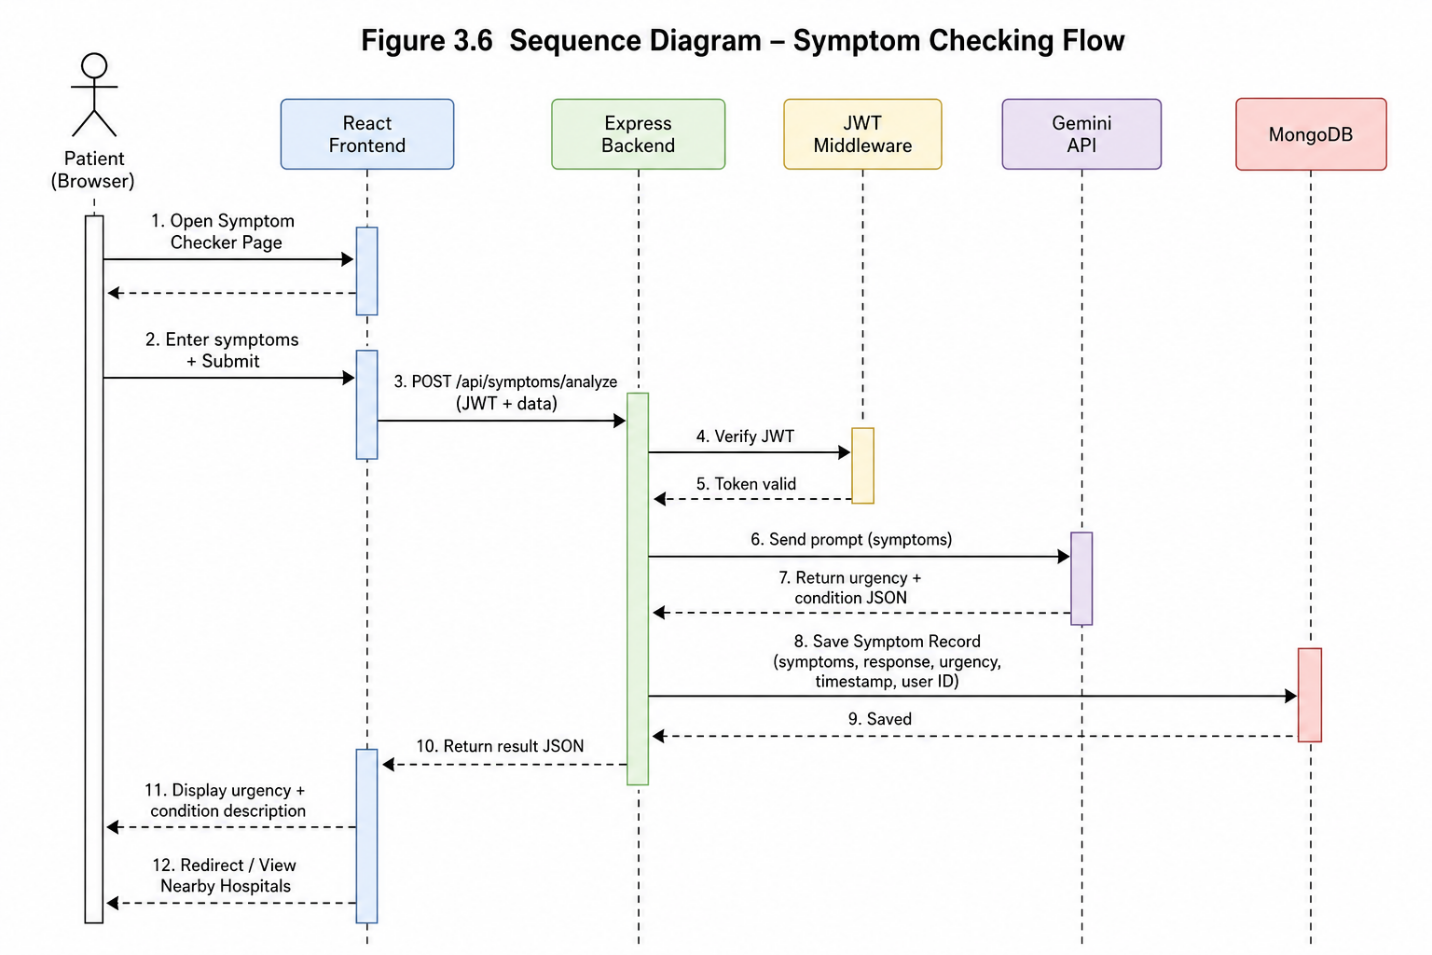 Figure 3.6  Sequence Diagram – Symptom Checking Flow
Patient
(Browser)
React
Frontend
Express
Backend
JWT
Middleware
Gemini
API
MongoDB
1. Open Symptom
Checker Page
2. Enter symptoms
+ Submit
3. POST /api/symptoms/analyze
(JWT + data)
4. Verify JWT
5. Token valid
6. Send prompt (symptoms)
7. Return urgency +
condition JSON
8. Save Symptom Record
(symptoms, response, urgency,
timestamp, user ID)
9. Saved
10. Return result JSON
11. Display urgency +
condition description
12. Redirect / View
Nearby Hospitals